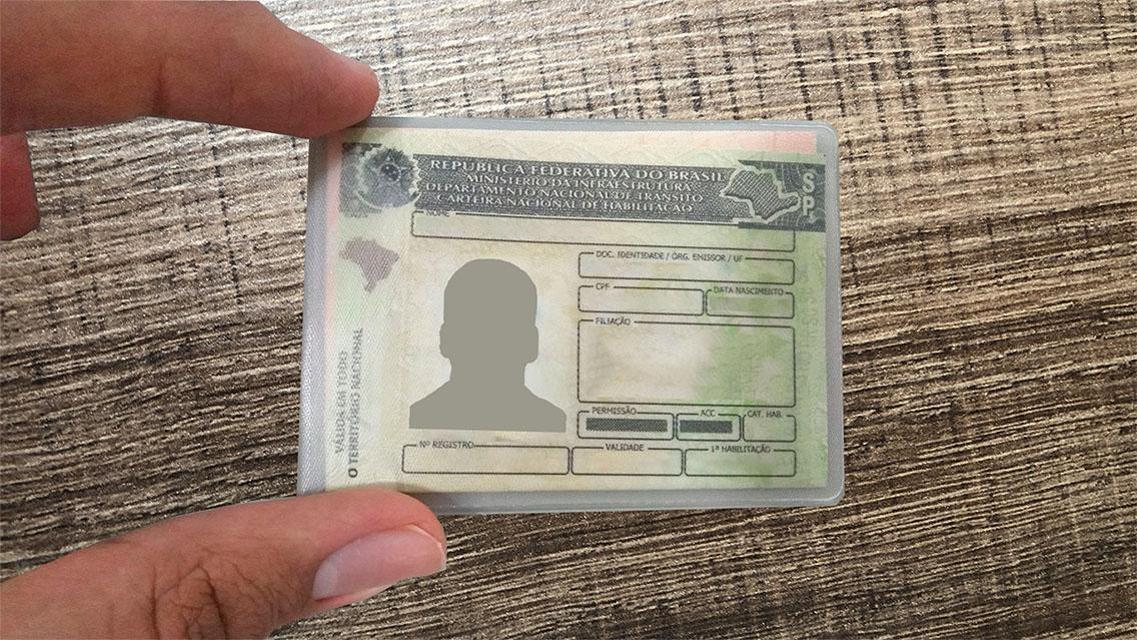 REPÚBLICA FEDERATIVA DO BRASIL
MINISTÉRIO DA INFRAESTRUTURA
DEPARTAMENTO NACIONAL DE TRÂNSITO
CARTEIRA NACIONAL DE HABILITAÇÃO
SP
NOME
DOC. IDENTIDADE / ÓRG. EMISSOR / UF
CPF
DATA NASCIMENTO
FILIAÇÃO
PERMISSÃO
ACC
CAT. HAB.
Nº REGISTRO
VALIDADE
1ª HABILITAÇÃO
VÁLIDA EM TODO
O TERRITÓRIO NACIONAL